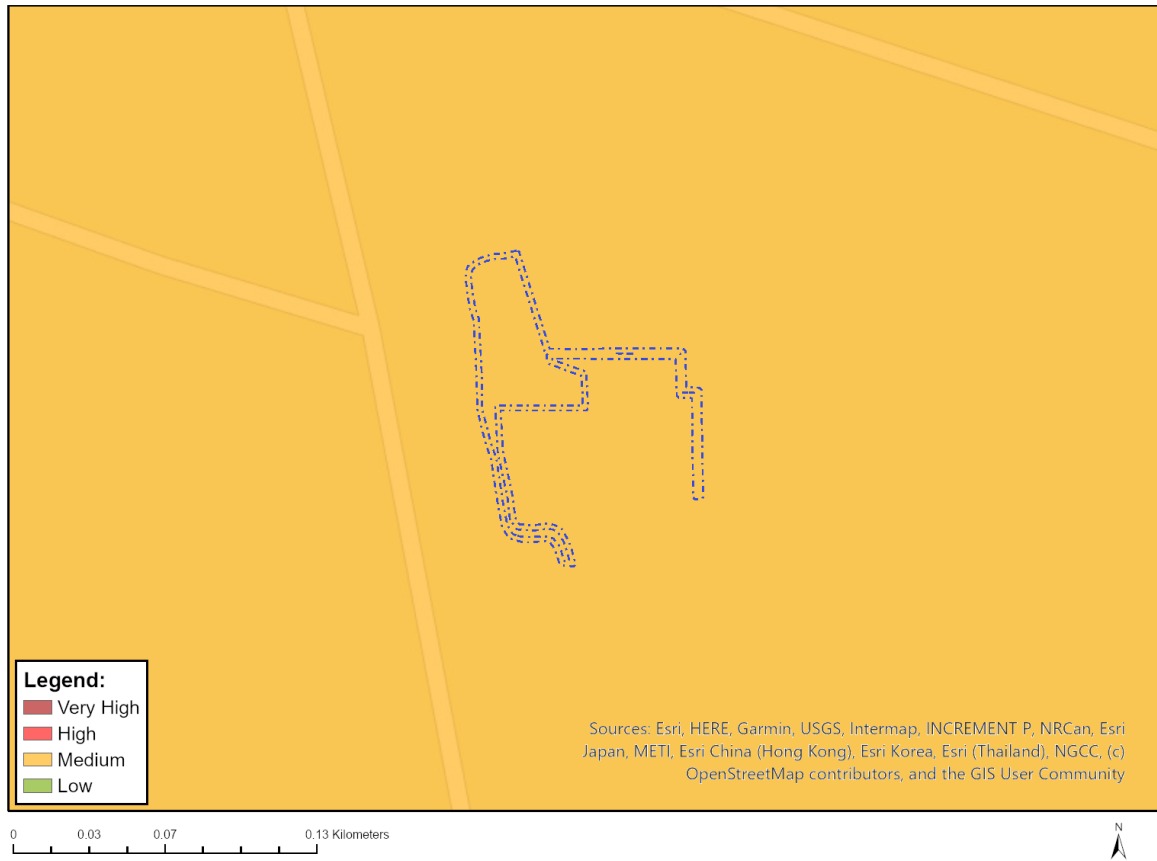 Legend:
Very High
High
Medium
Low
Sources: Esri, HERE, Garmin, USGS, Intermap, INCREMENT P, NRCan, Esri
Japan, METI, Esri China (Hong Kong), Esri Korea, Esri (Thailand), NGCC, (c)
OpenStreetMap contributors, and the GIS User Community
0 0.03 0.07 0.13 Kilometers
N